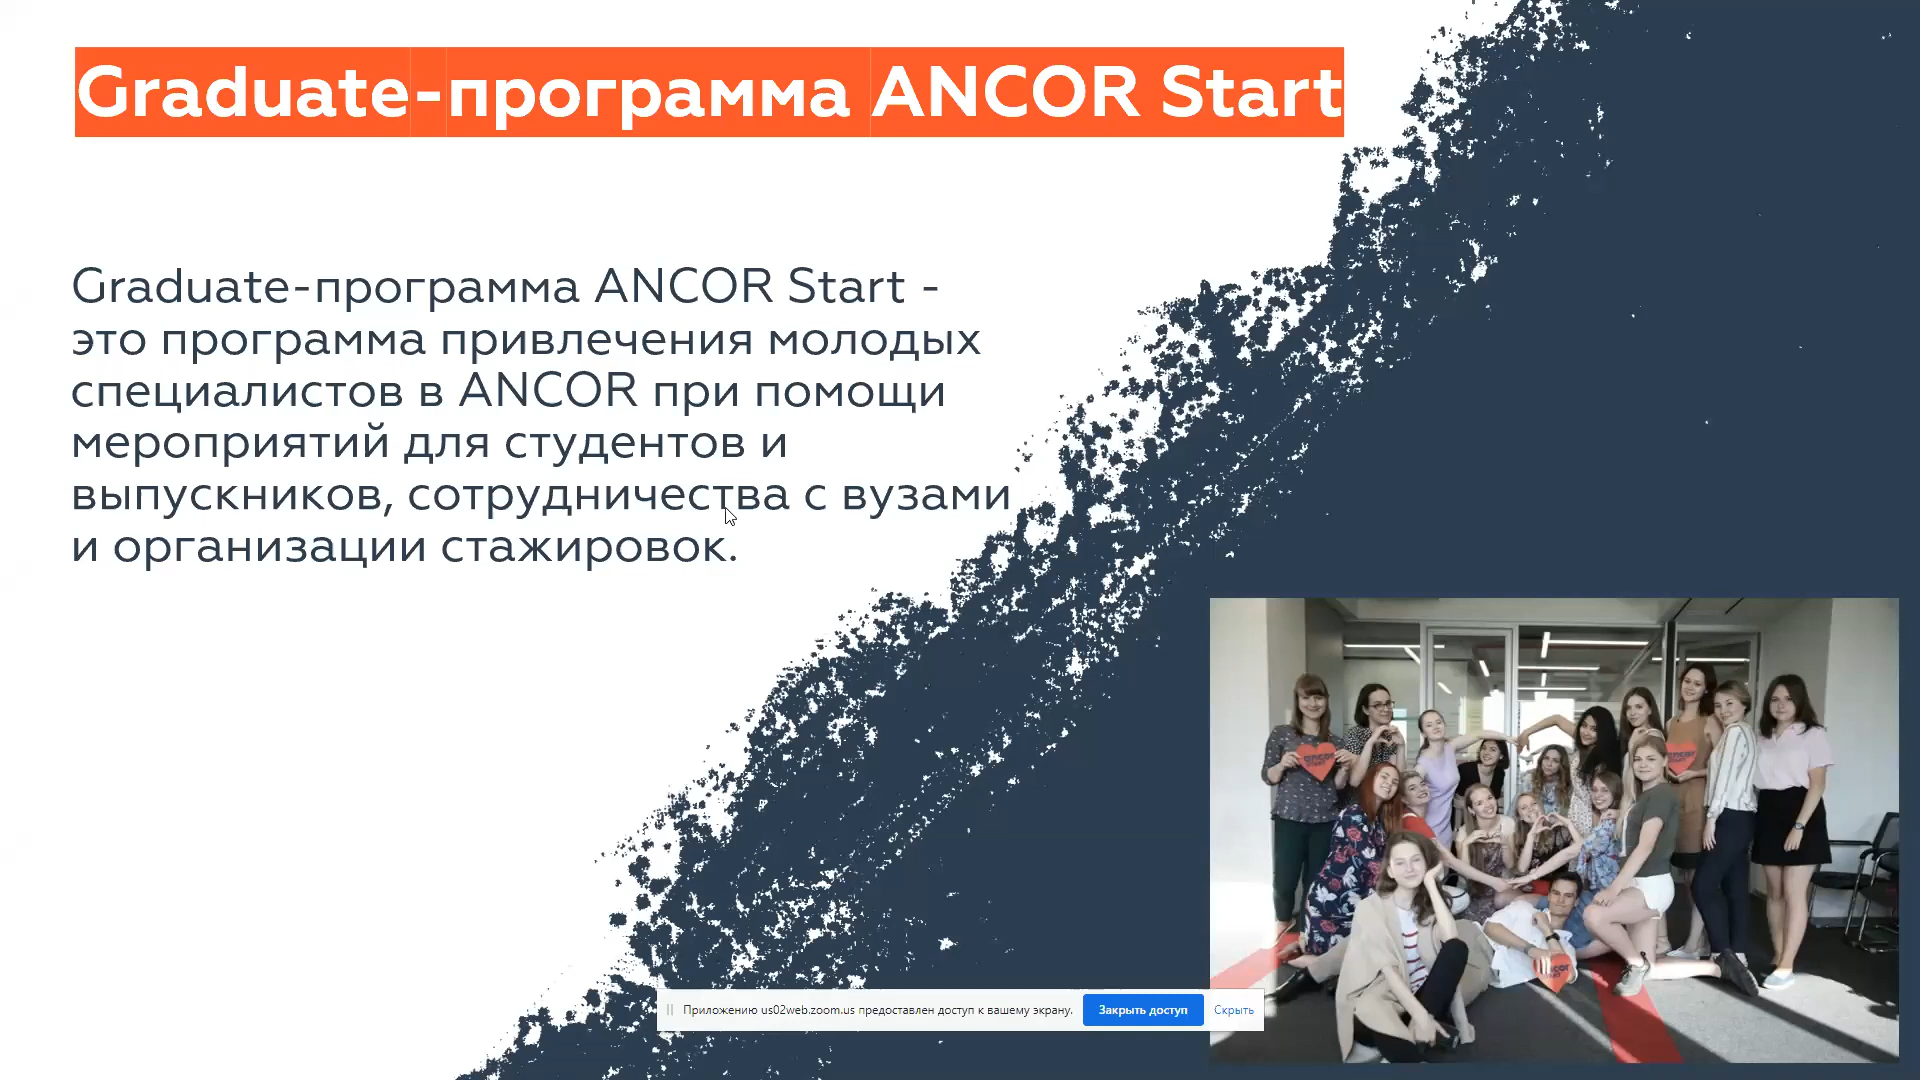 Graduate-программа ANCOR Start
Graduate-программа ANCOR Start -
это программа привлечения молодых
специалистов в ANCOR при помощи
мероприятий для студентов и
выпускников, сотрудничества с вузами
и организации стажировок.
Приложению us02web.zoom.us предоставлен доступ к вашему экрану.
Закрыть доступ
Скрыть